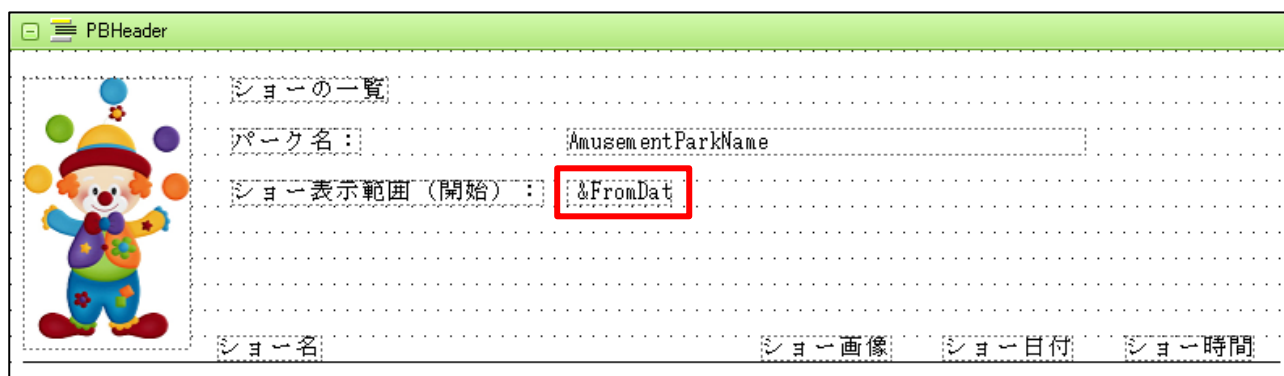 PBHeader
ショーの一覧
パーク名： AmusementParkName
ショー表示範囲（開始）： &FromDat
ショー名 ショー画像 ショー日付 ショー時間